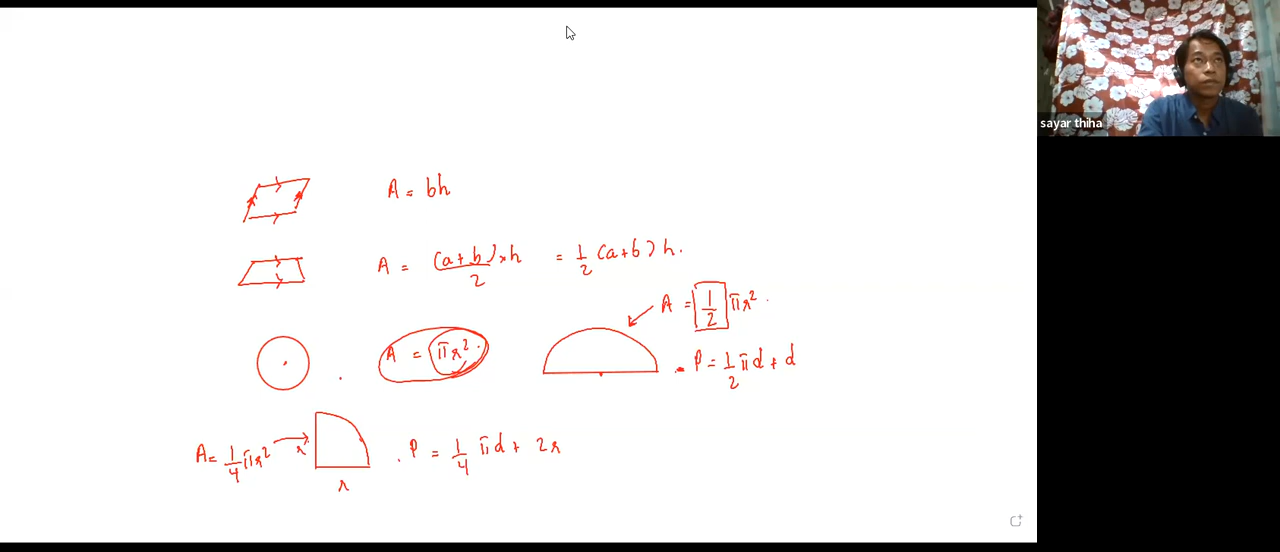 sayar thiha
A = bh
A = (a+b)×h / 2 = 1/2 (a+b) h.
A = 1/2 πr²
A = πr²
P = 1/2 πd + d
A = 1/4 πr²
r
P = 1/4 πd + 2r
r